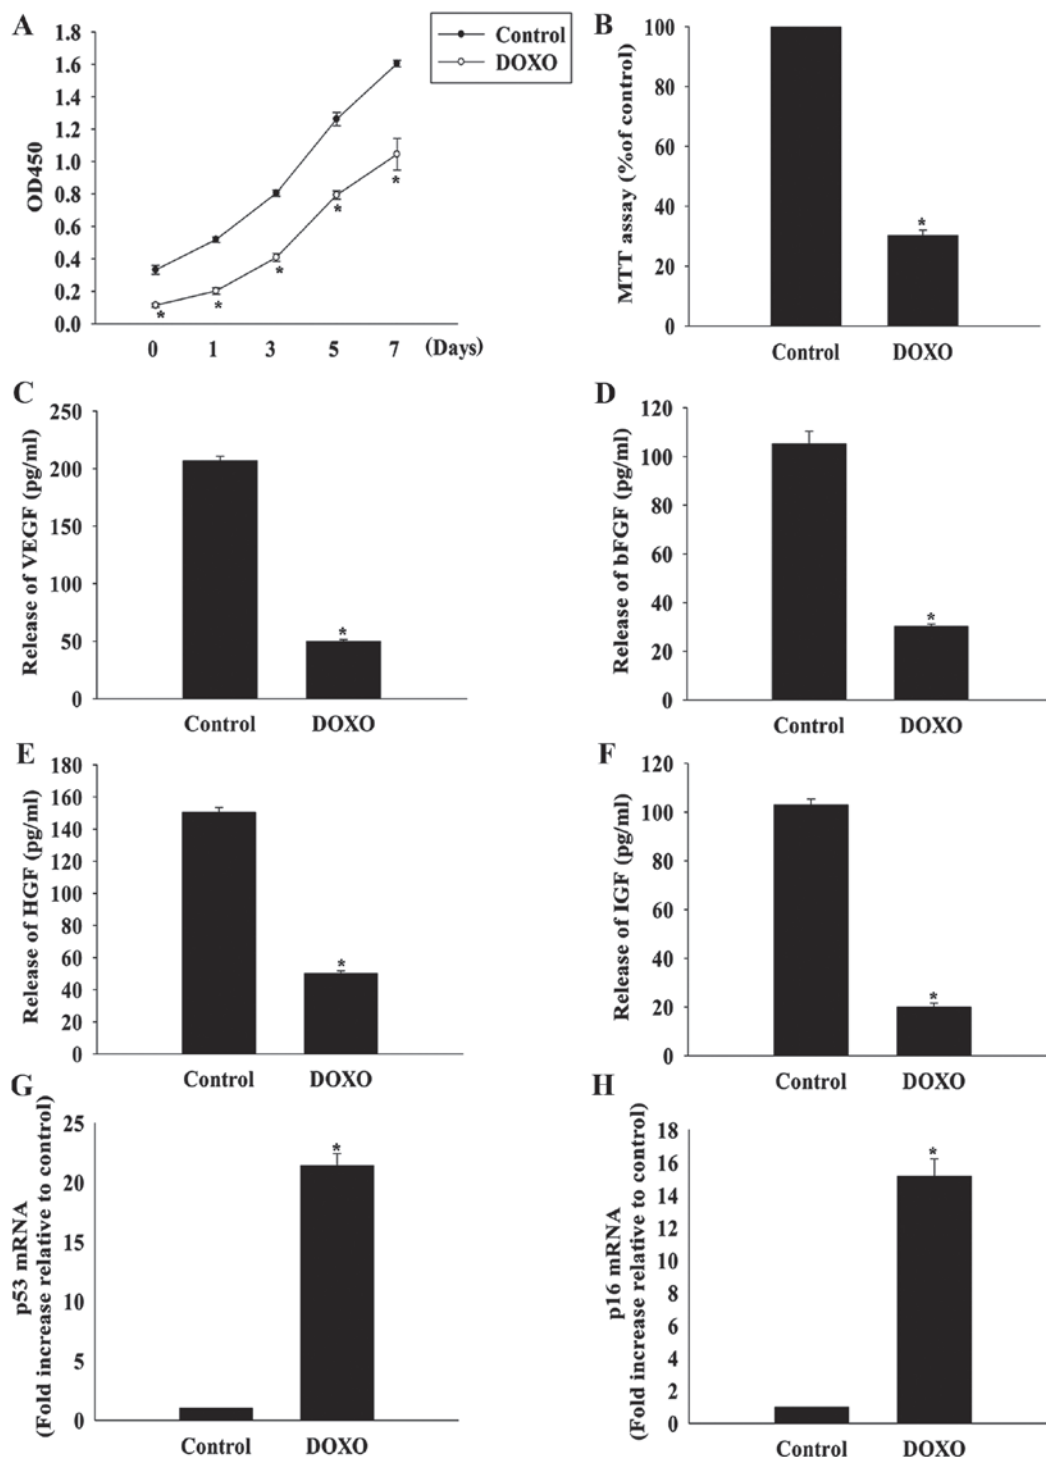 A
OD450
1.8
1.6
1.4
1.2
1.0
0.8
0.6
0.4
0.2
0.0
0 1 3 5 7 (Days)
Control
DOXO
*
*
*
*
*
B
MTT assay (%of control)
100
80
60
40
20
0
*
Control DOXO
C
Release of VEGF (pg/ml)
250
200
150
100
50
0
*
Control DOXO
D
Release of bFGF (pg/ml)
120
100
80
60
40
20
0
*
Control DOXO
E
Release of HGF (pg/ml)
180
160
140
120
100
80
60
40
20
0
*
Control DOXO
F
Release of IGF (pg/ml)
120
100
80
60
40
20
0
*
Control DOXO
G
p53 mRNA
(Fold increase relative to control)
25
20
15
10
5
0
*
Control DOXO
H
p16 mRNA
(Fold increase relative to control)
18
16
14
12
10
8
6
4
2
0
*
Control DOXO